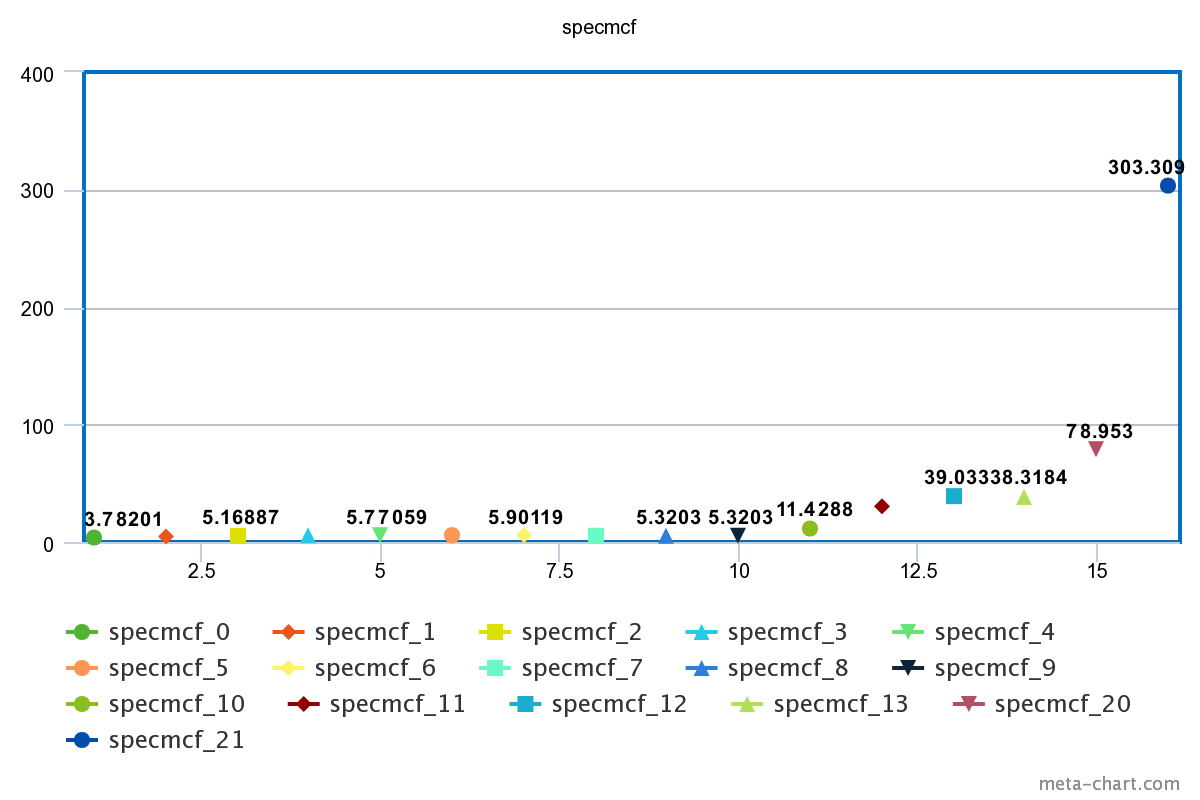 specmcf
400
303.309
300
200
100
78.953
39.033 38.3184
3.78201 5.16887 5.77059 5.90119 5.3203 5.3203 11.4288
0
2.5 5 7.5 10 12.5 15
specmcf_0 specmcf_1 specmcf_2 specmcf_3 specmcf_4
specmcf_5 specmcf_6 specmcf_7 specmcf_8 specmcf_9
specmcf_10 specmcf_11 specmcf_12 specmcf_13 specmcf_20
specmcf_21
meta-chart.com